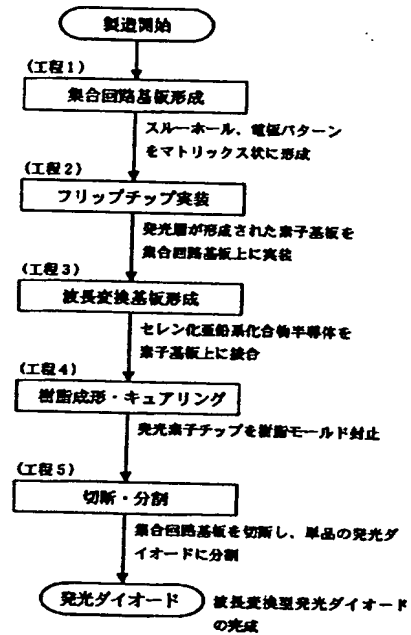 製造開始
(工程1)
集合回路基板形成
スルーホール、電極パターン
をマトリックス状に形成
(工程2)
フリップチップ実装
発光層が形成された素子基板を
集合回路基板上に実装
(工程3)
波長変換基板形成
セレン化亜鉛系化合物半導体を
素子基板上に接合
(工程4)
樹脂成形・キュアリング
発光素子チップを樹脂モールド封止
(工程5)
切断・分割
集合回路基板を切断し、単品の発光ダ
イオードに分割
発光ダイオード
波長変換型発光ダイオード
の完成